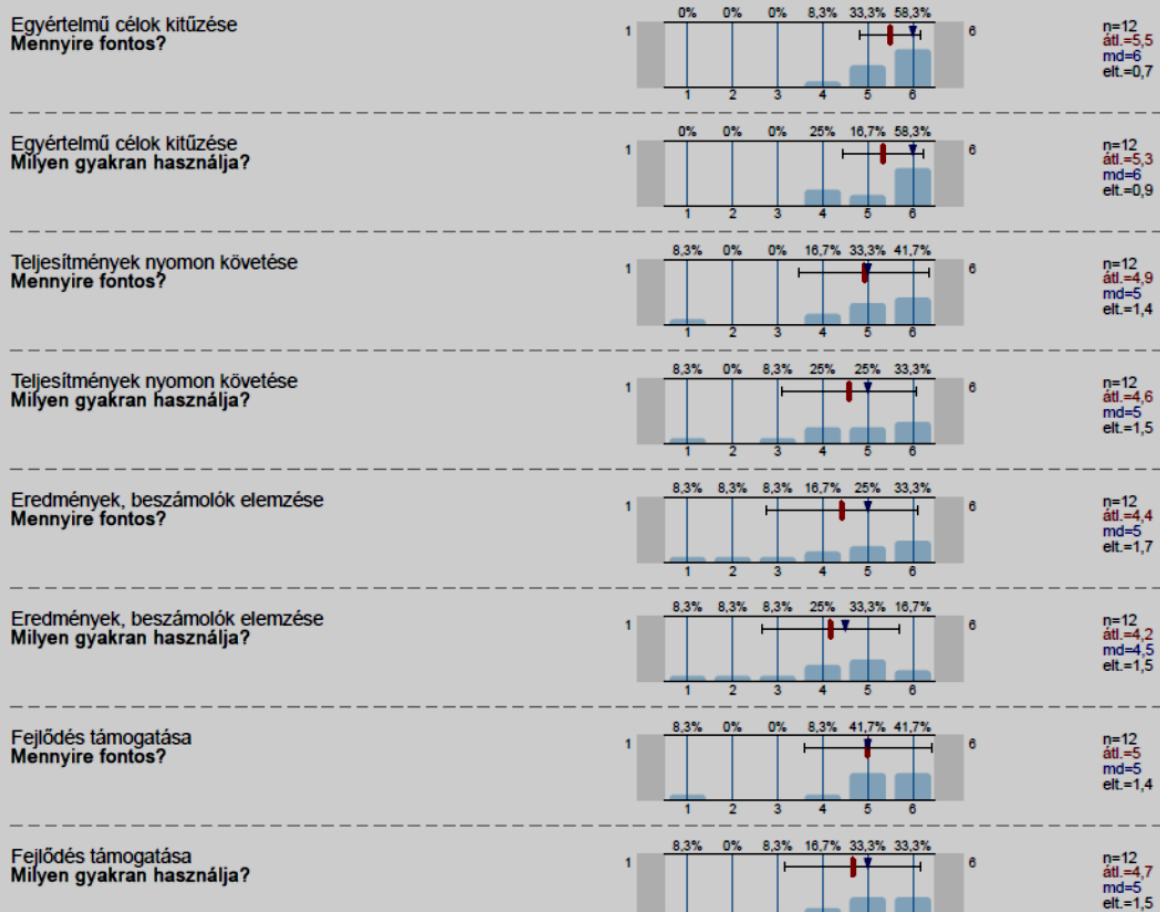 Egyértelmű célok kitűzése
Mennyire fontos?
0% 0% 0% 8,3% 33,3% 58,3%
1 6
1 2 3 4 5 6
n=12
átl.=5,5
md=6
elt.=0,7
Egyértelmű célok kitűzése
Milyen gyakran használja?
0% 0% 0% 25% 16,7% 58,3%
1 6
1 2 3 4 5 6
n=12
átl.=5,3
md=6
elt.=0,9
Teljesítmények nyomon követése
Mennyire fontos?
8,3% 0% 0% 16,7% 33,3% 41,7%
1 6
1 2 3 4 5 6
n=12
átl.=4,9
md=5
elt.=1,4
Teljesítmények nyomon követése
Milyen gyakran használja?
8,3% 0% 8,3% 25% 25% 33,3%
1 6
1 2 3 4 5 6
n=12
átl.=4,6
md=5
elt.=1,5
Eredmények, beszámolók elemzése
Mennyire fontos?
8,3% 8,3% 8,3% 16,7% 25% 33,3%
1 6
1 2 3 4 5 6
n=12
átl.=4,4
md=5
elt.=1,7
Eredmények, beszámolók elemzése
Milyen gyakran használja?
8,3% 8,3% 8,3% 25% 33,3% 16,7%
1 6
1 2 3 4 5 6
n=12
átl.=4,2
md=4,5
elt.=1,5
Fejlődés támogatása
Mennyire fontos?
8,3% 0% 0% 8,3% 41,7% 41,7%
1 6
1 2 3 4 5 6
n=12
átl.=5
md=5
elt.=1,4
Fejlődés támogatása
Milyen gyakran használja?
8,3% 0% 8,3% 16,7% 33,3% 33,3%
1 6
n=12
átl.=4,7
md=5
elt.=1,5